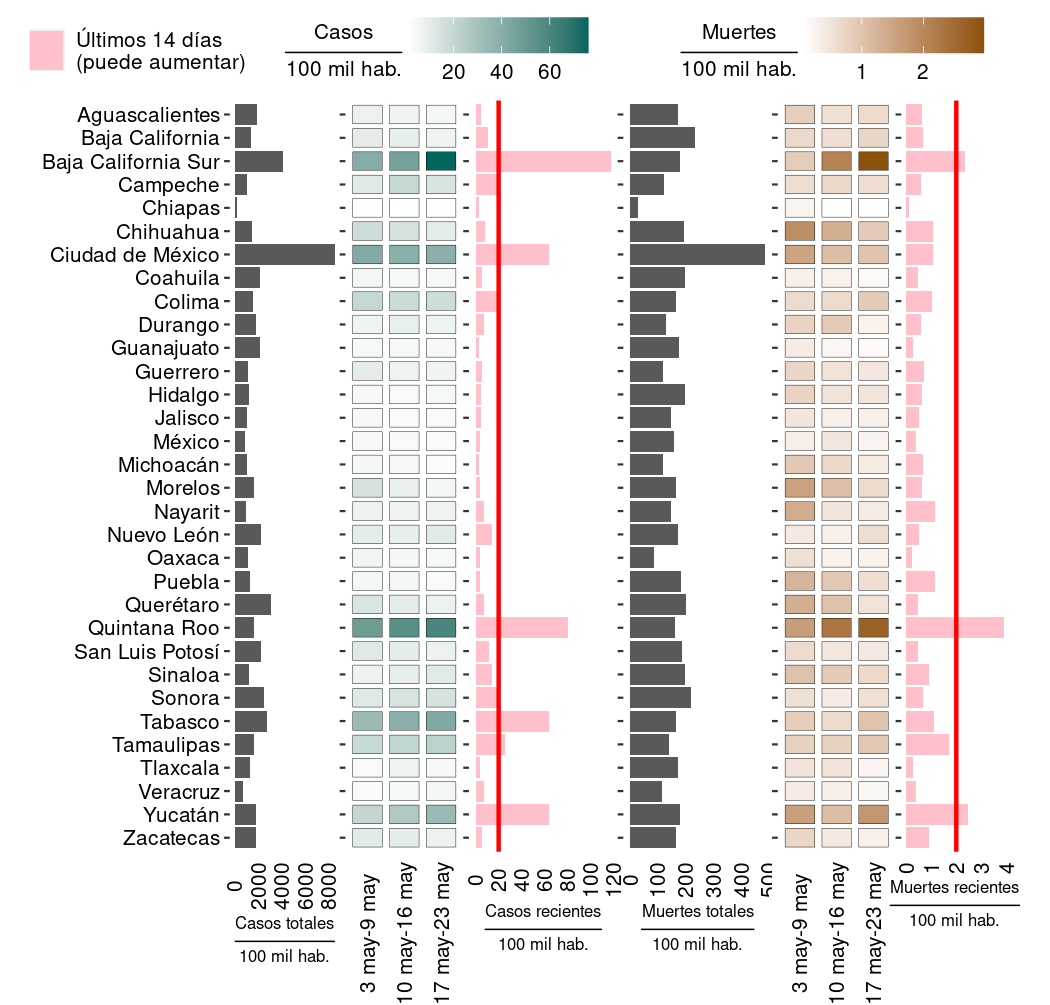 Últimos 14 días
(puede aumentar)
Casos
100 mil hab.
20 40 60
Muertes
100 mil hab.
1 2
Aguascalientes
Baja California
Baja California Sur
Campeche
Chiapas
Chihuahua
Ciudad de México
Coahuila
Colima
Durango
Guanajuato
Guerrero
Hidalgo
Jalisco
México
Michoacán
Morelos
Nayarit
Nuevo León
Oaxaca
Puebla
Querétaro
Quintana Roo
San Luis Potosí
Sinaloa
Sonora
Tabasco
Tamaulipas
Tlaxcala
Veracruz
Yucatán
Zacatecas
0 2000 4000 6000 8000
Casos totales
100 mil hab.
3 may-9 may
10 may-16 may
17 may-23 may
0 20 40 60 80 100 120
Casos recientes
100 mil hab.
0 100 200 300 400 500
Muertes totales
100 mil hab.
3 may-9 may
10 may-16 may
17 may-23 may
0 1 2 3 4
Muertes recientes
100 mil hab.